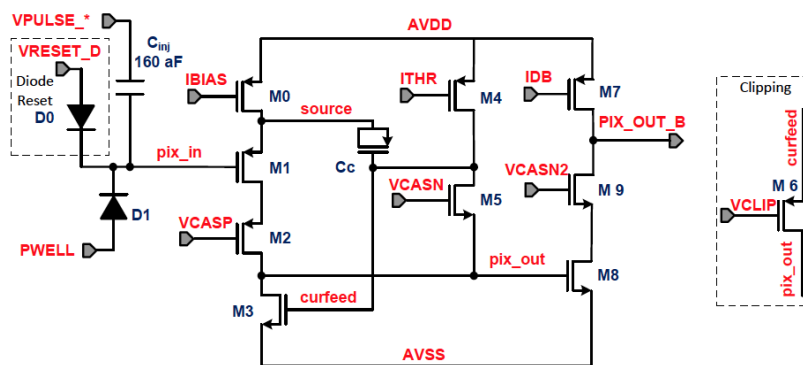 VPULSE_*
AVDD
VRESET_D
Cinj
160 aF
Clipping
Diode
Reset
D0
IBIAS
M0
ITHR
M4
IDB
M7
source
PIX_OUT_B
curfeed
pix_in
M1
Cc
VCASN
M5
VCASN2
M 9
M 6
VCLIP
D1
PWELL
VCASP
M2
pix_out
M8
pix_out
curfeed
M3
AVSS